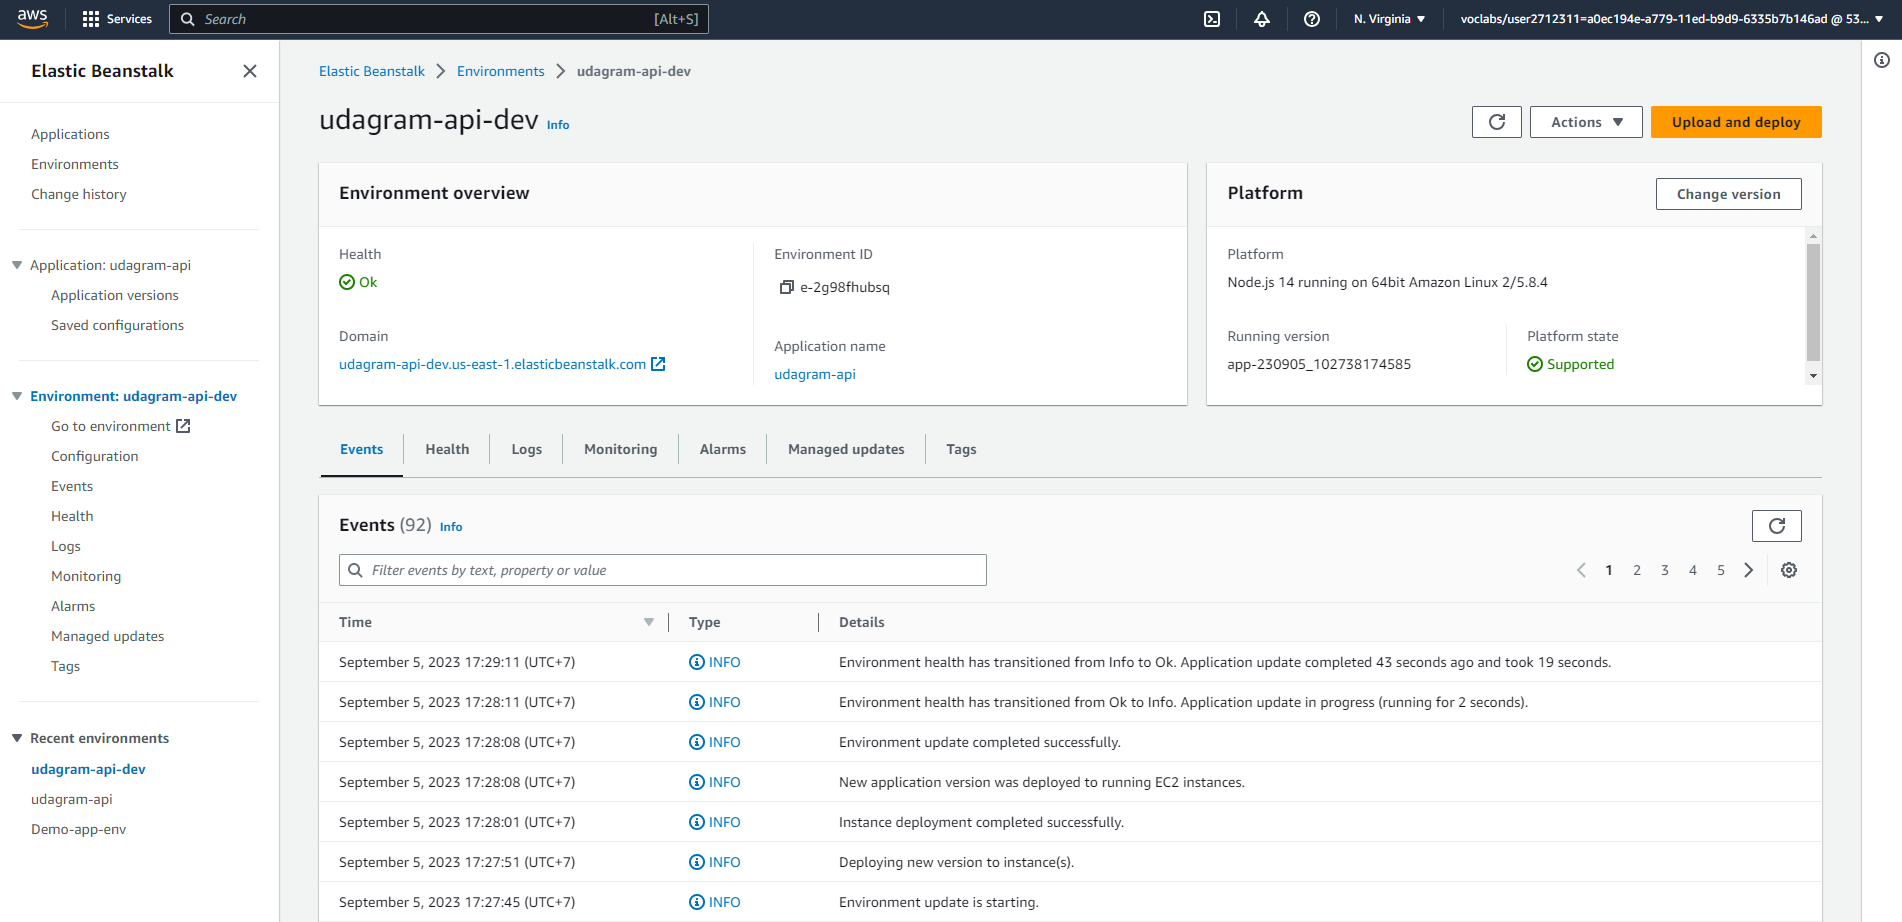 aws
Services
Search
[Alt+S]
N. Virginia
voclabs/user2712311=a0ec194e-a779-11ed-b9d9-6335b7b146ad @ 53...
Elastic Beanstalk
Applications
Environments
Change history
Application: udagram-api
Application versions
Saved configurations
Environment: udagram-api-dev
Go to environment
Configuration
Events
Health
Logs
Monitoring
Alarms
Managed updates
Tags
Recent environments
udagram-api-dev
udagram-api
Demo-app-env
Elastic Beanstalk > Environments > udagram-api-dev
udagram-api-dev Info
Actions
Upload and deploy
Environment overview
Health
Ok
Domain
udagram-api-dev.us-east-1.elasticbeanstalk.com
Environment ID
e-2g98fhubsq
Application name
udagram-api
Platform
Change version
Platform
Node.js 14 running on 64bit Amazon Linux 2/5.8.4
Running version
app-230905_102738174585
Platform state
Supported
Events Health Logs Monitoring Alarms Managed updates Tags
Events (92) Info
Filter events by text, property or value
1 2 3 4 5
Time Type Details
September 5, 2023 17:29:11 (UTC+7) INFO Environment health has transitioned from Info to Ok. Application update completed 43 seconds ago and took 19 seconds.
September 5, 2023 17:28:11 (UTC+7) INFO Environment health has transitioned from Ok to Info. Application update in progress (running for 2 seconds).
September 5, 2023 17:28:08 (UTC+7) INFO Environment update completed successfully.
September 5, 2023 17:28:08 (UTC+7) INFO New application version was deployed to running EC2 instances.
September 5, 2023 17:28:01 (UTC+7) INFO Instance deployment completed successfully.
September 5, 2023 17:27:51 (UTC+7) INFO Deploying new version to instance(s).
September 5, 2023 17:27:45 (UTC+7) INFO Environment update is starting.